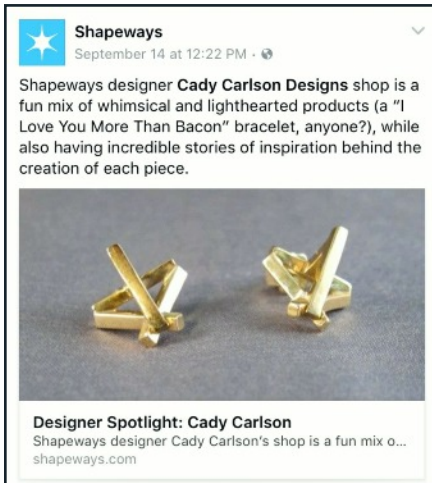 Shapeways
September 14 at 12:22 PM ·
Shapeways designer Cady Carlson Designs shop is a
fun mix of whimsical and lighthearted products (a “I
Love You More Than Bacon” bracelet, anyone?), while
also having incredible stories of inspiration behind the
creation of each piece.
Designer Spotlight: Cady Carlson
Shapeways designer Cady Carlson’s shop is a fun mix o...
shapeways.com